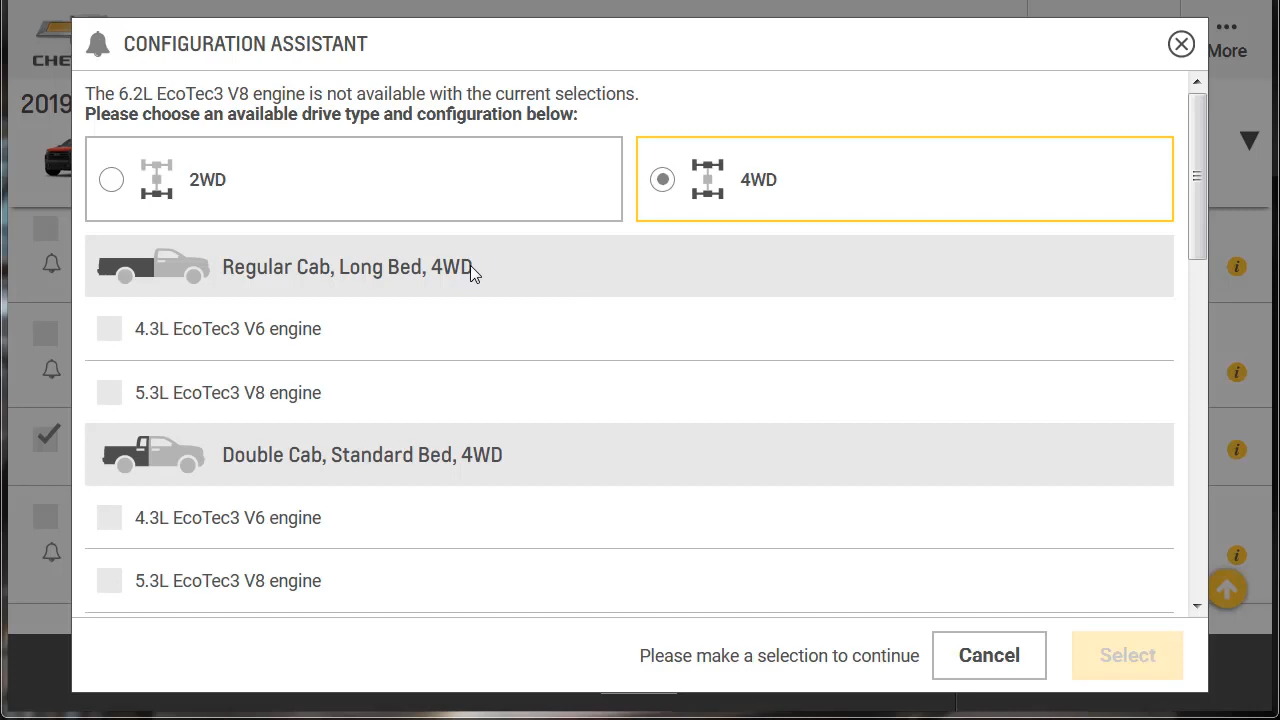 CONFIGURATION ASSISTANT
CHE
More
The 6.2L EcoTec3 V8 engine is not available with the current selections.
2019
Please choose an available drive type and configuration below:
2WD
4WD
Regular Cab, Long Bed, 4WD
4.3L EcoTec3 V6 engine
5.3L EcoTec3 V8 engine
Double Cab, Standard Bed, 4WD
4.3L EcoTec3 V6 engine
5.3L EcoTec3 V8 engine
Please make a selection to continue
Cancel
Select